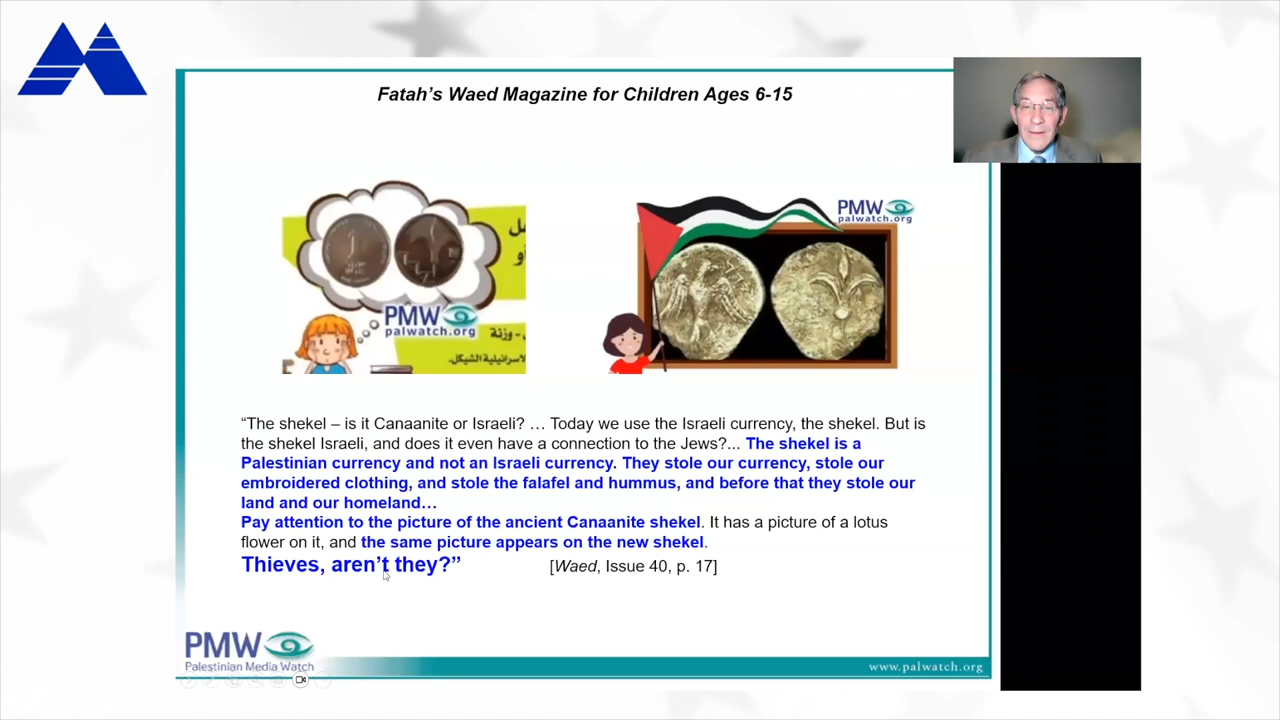 Fatah’s Waed Magazine for Children Ages 6-15
PMW
palwatch.org
PMW
palwatch.org
وزنة -
“The shekel – is it Canaanite or Israeli? … Today we use the Israeli currency, the shekel. But is
the shekel Israeli, and does it even have a connection to the Jews?... The shekel is a
Palestinian currency and not an Israeli currency. They stole our currency, stole our
embroidered clothing, and stole the falafel and hummus, and before that they stole our
land and our homeland…
Pay attention to the picture of the ancient Canaanite shekel. It has a picture of a lotus
flower on it, and the same picture appears on the new shekel.
Thieves, aren’t they?” [Waed, Issue 40, p. 17]
PMW
Palestinian Media Watch
www.palwatch.org